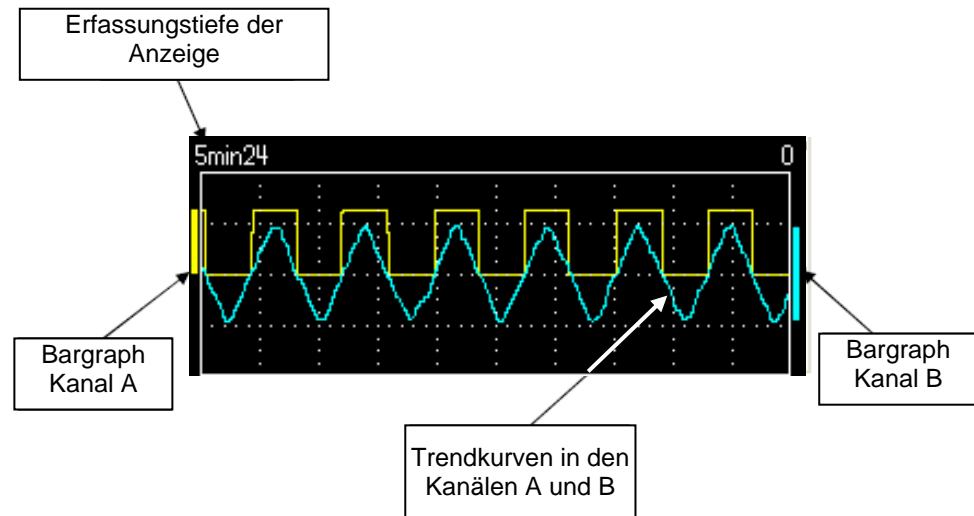 Erfassungstiefe der
Anzeige
5min24
0
Bargraph
Kanal A
Bargraph
Kanal B
Trendkurven in den
Kanälen A und B